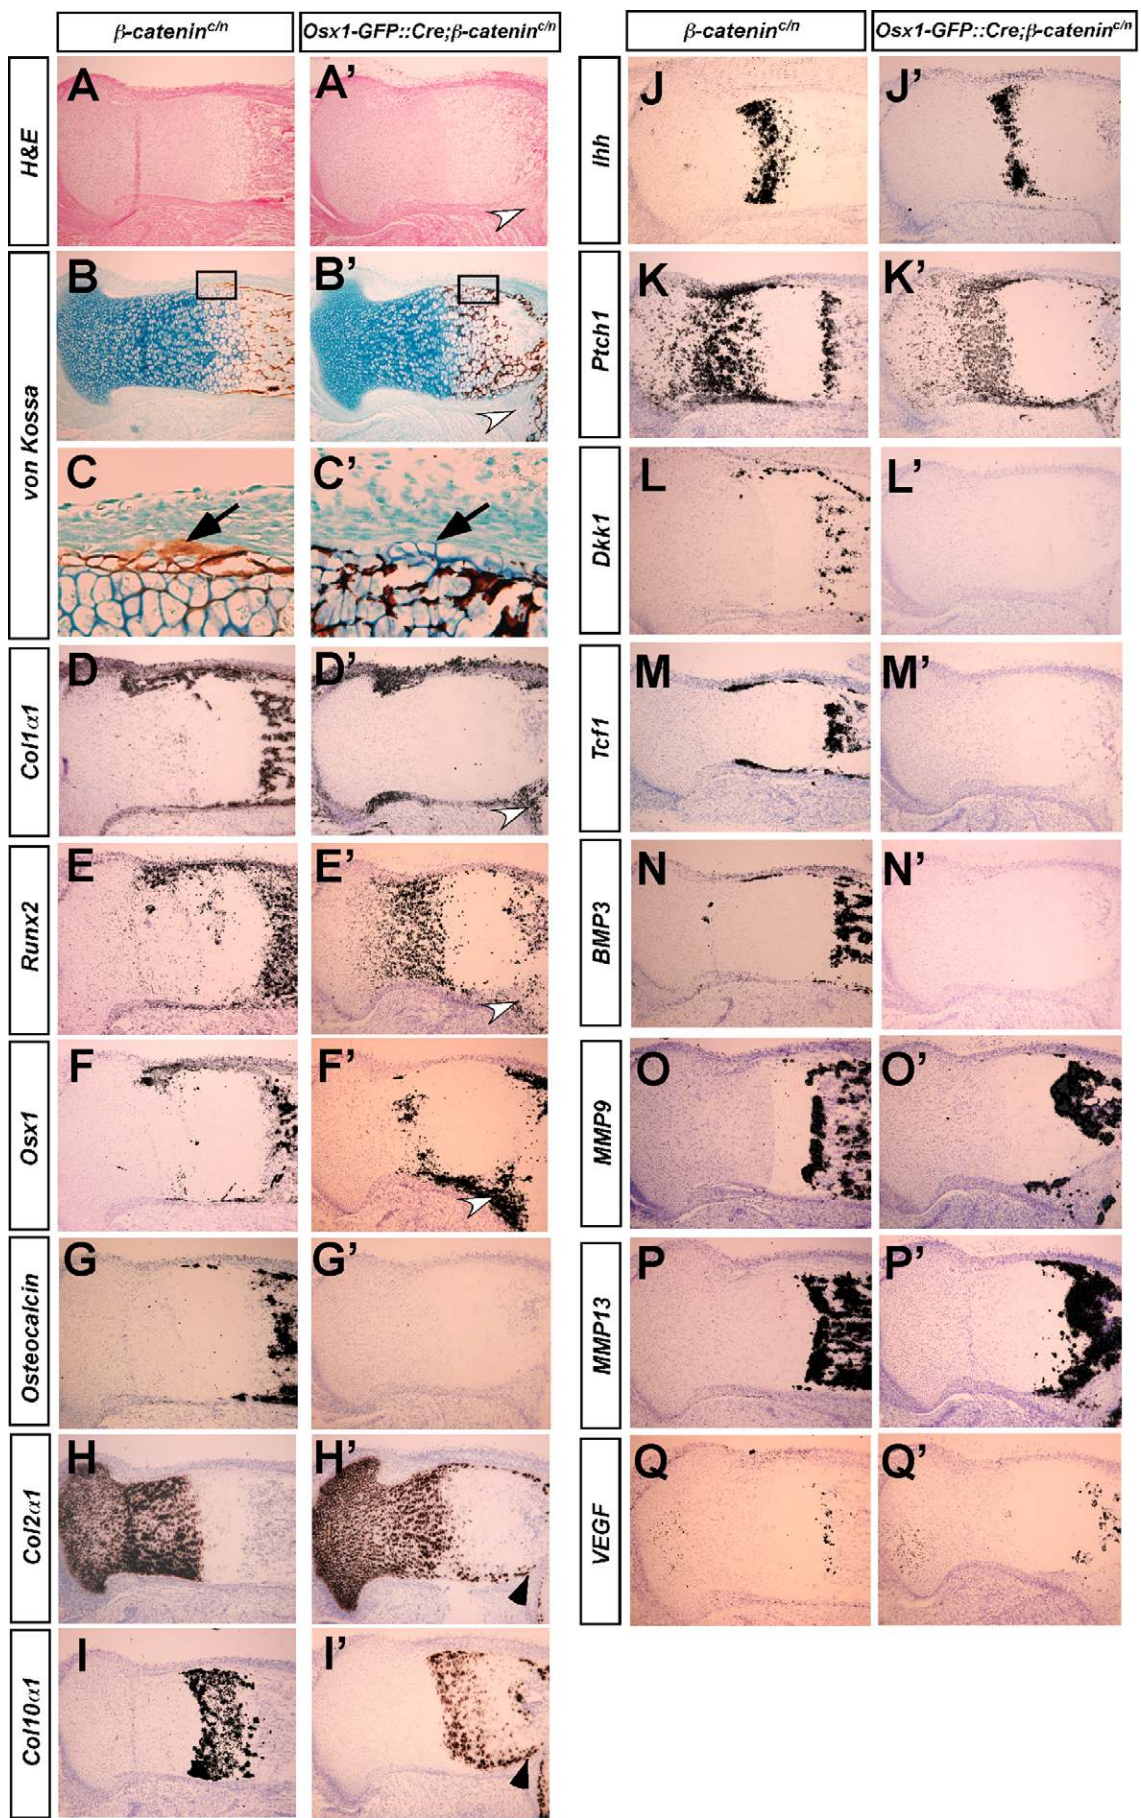 β-catenin^c/n Osx1-GFP::Cre;β-catenin^c/n
H&E A A'
von Kossa B B'
C C'
Col1α1 D D'
Runx2 E E'
Osx1 F F'
Osteocalcin G G'
Col2α1 H H'
Col10α1 I I'
β-catenin^c/n Osx1-GFP::Cre;β-catenin^c/n
Ihh J J'
Ptch1 K K'
Dkk1 L L'
Tcf1 M M'
BMP3 N N'
MMP9 O O'
MMP13 P P'
VEGF Q Q'